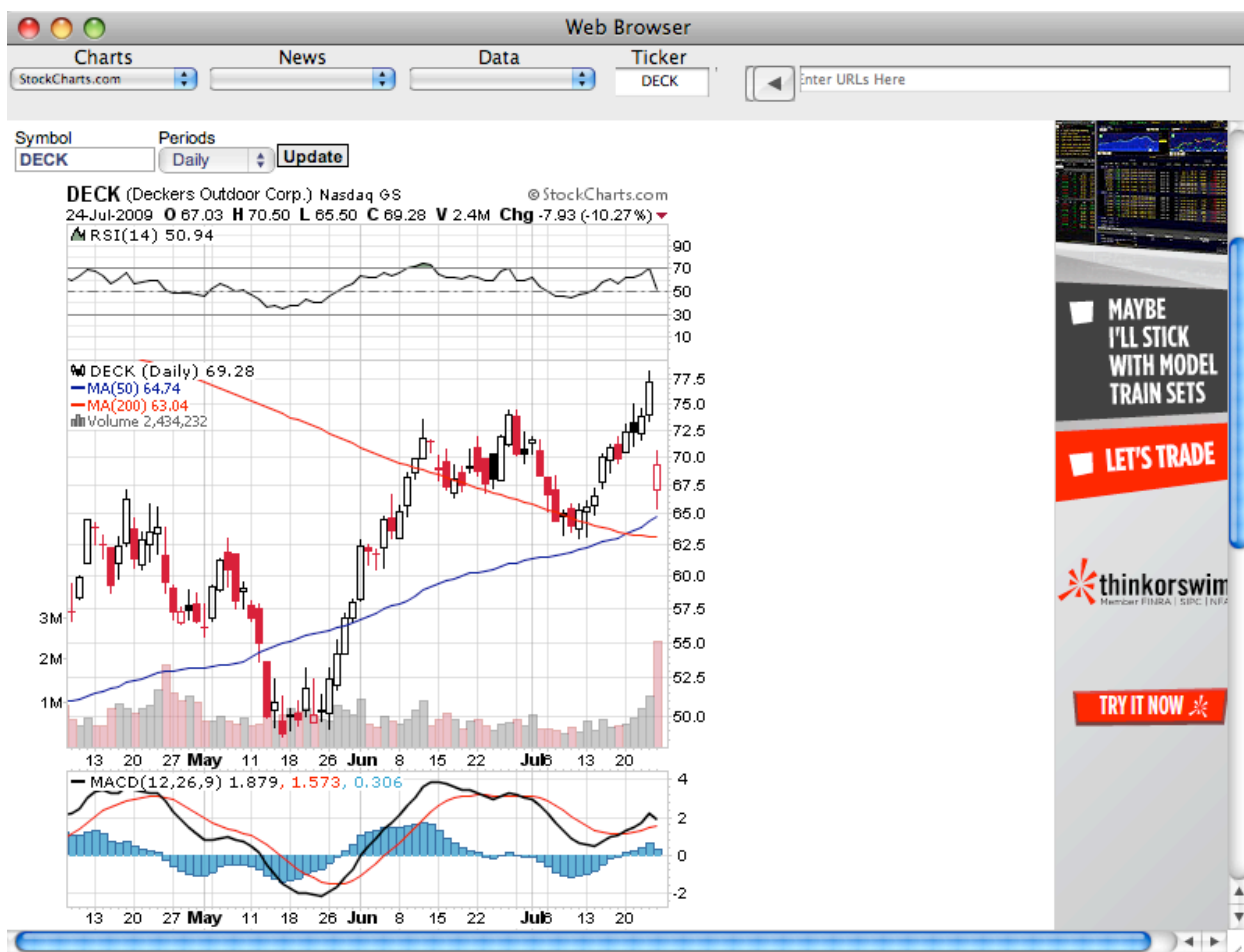 Web Browser
Charts News Data Ticker
StockCharts.com DECK Enter URLs Here
Symbol Periods
DECK Daily Update
DECK (Deckers Outdoor Corp.) Nasdaq GS © StockCharts.com
24-Jul-2009 O 67.03 H 70.50 L 65.50 C 69.28 V 2.4M Chg -7.93 (-10.27%)
RSI(14) 50.94
90
70
50
30
10
DECK (Daily) 69.28
MA(50) 64.74
MA(200) 63.04
Volume 2,434,232
77.5
75.0
72.5
70.0
67.5
65.0
62.5
60.0
57.5
55.0
52.5
50.0
3M
2M
1M
13 20 27 May 11 18 26 Jun 8 15 22 Jul6 13 20
MACD(12,26,9) 1.879, 1.573, 0.306
4
2
0
-2
13 20 27 May 11 18 26 Jun 8 15 22 Jul6 13 20
MAYBE
I'LL STICK
WITH MODEL
TRAIN SETS
LET'S TRADE
thinkorswim
Member FINRA | SIPC | NFA
TRY IT NOW